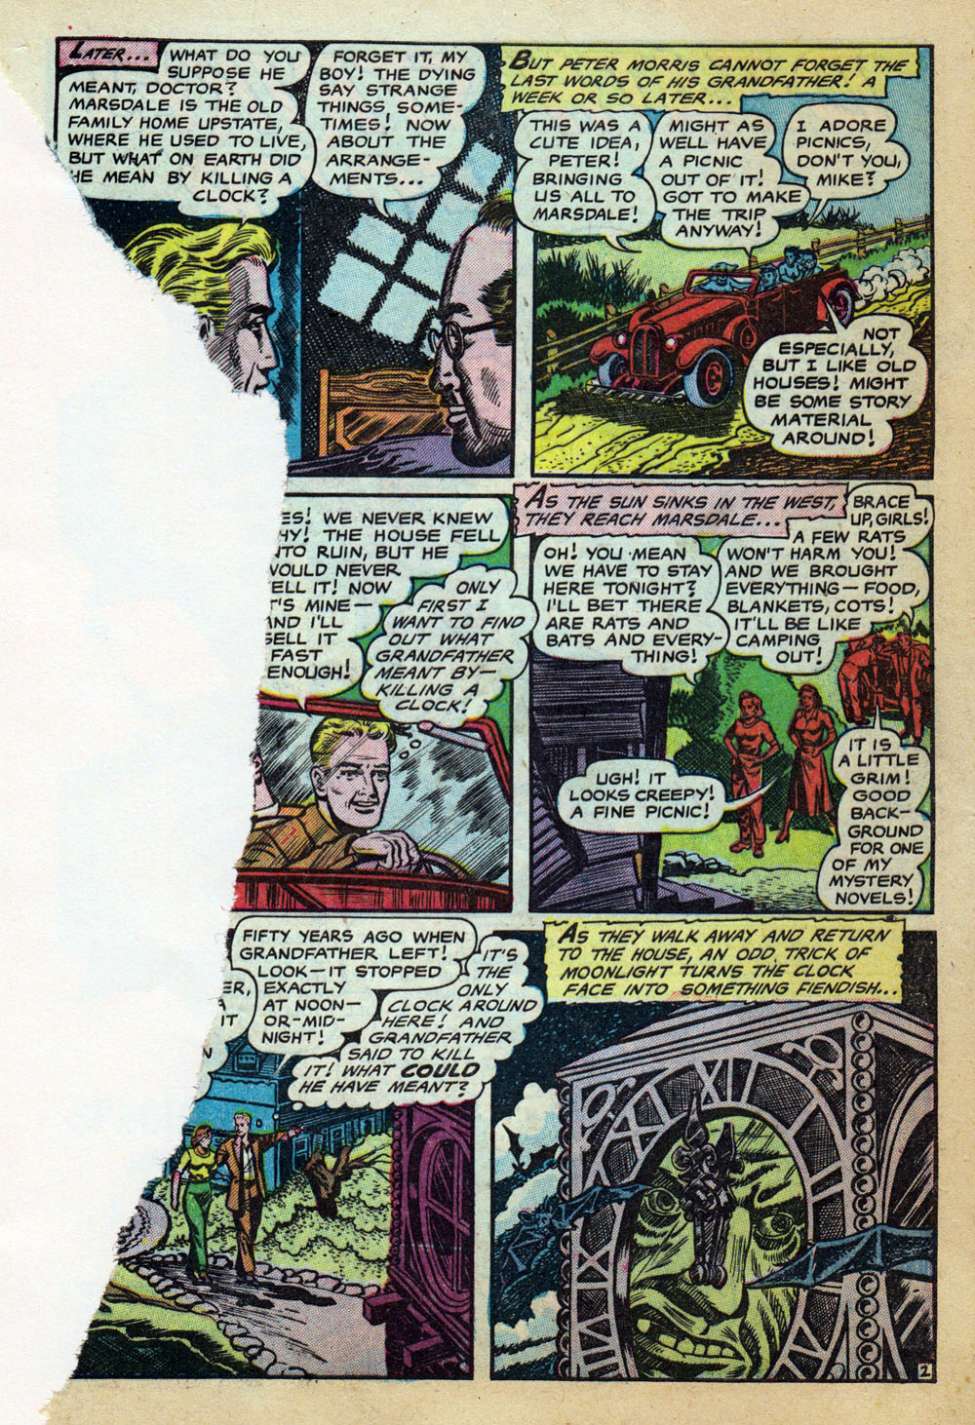 LATER...
WHAT DO YOU
SUPPOSE HE
MEANT, DOCTOR?
MARSDALE IS THE OLD
FAMILY HOME UPSTATE,
WHERE HE USED TO LIVE,
BUT WHAT ON EARTH DID
HE MEAN BY KILLING A
CLOCK?
FORGET IT, MY
BOY! THE DYING
SAY STRANGE
THINGS, SOME-
TIMES! NOW
ABOUT THE
ARRANGE-
MENTS...
BUT PETER MORRIS CANNOT FORGET THE
LAST WORDS OF HIS GRANDFATHER! A
WEEK OR SO LATER...
THIS WAS A
CUTE IDEA,
PETER!
BRINGING
US ALL TO
MARSDALE!
MIGHT AS
WELL HAVE
A PICNIC
OUT OF IT!
GOT TO MAKE
THE TRIP
ANYWAY!
I ADORE
PICNICS,
DON'T YOU,
MIKE?
NOT
ESPECIALLY,
BUT I LIKE OLD
HOUSES! MIGHT
BE SOME STORY
MATERIAL
AROUND!
ES! WE NEVER KNEW
HY! THE HOUSE FELL
NTO RUIN, BUT HE
WOULD NEVER
ELL IT! NOW
T'S MINE—
AND I'LL
SELL IT
FAST
ENOUGH!
ONLY
FIRST I
WANT TO FIND
OUT WHAT
GRANDFATHER
MEANT BY—
KILLING A
CLOCK!
AS THE SUN SINKS IN THE WEST,
THEY REACH MARSDALE...
OH! YOU MEAN
WE HAVE TO STAY
HERE TONIGHT?
I'LL BET THERE
ARE RATS AND
BATS AND EVERY-
THING!
BRACE
UP, GIRLS!
A FEW RATS
WON'T HARM YOU!
AND WE BROUGHT
EVERYTHING—FOOD,
BLANKETS, COTS!
IT'LL BE LIKE
CAMPING
OUT!
UGH! IT
LOOKS CREEPY!
A FINE PICNIC!
IT IS
A LITTLE
GRIM!
GOOD
BACK-
GROUND
FOR ONE
OF MY
MYSTERY
NOVELS!
ER,
A
IT
N
FIFTY YEARS AGO WHEN
GRANDFATHER LEFT!
LOOK—IT STOPPED
EXACTLY
AT NOON—
OR-MID-
NIGHT!
IT'S
THE
ONLY
CLOCK AROUND
HERE! AND
GRANDFATHER
SAID TO KILL
IT! WHAT COULD
HE HAVE MEANT?
AS THEY WALK AWAY AND RETURN
TO THE HOUSE, AN ODD TRICK OF
MOONLIGHT TURNS THE CLOCK
FACE INTO SOMETHING FIENDISH...
2